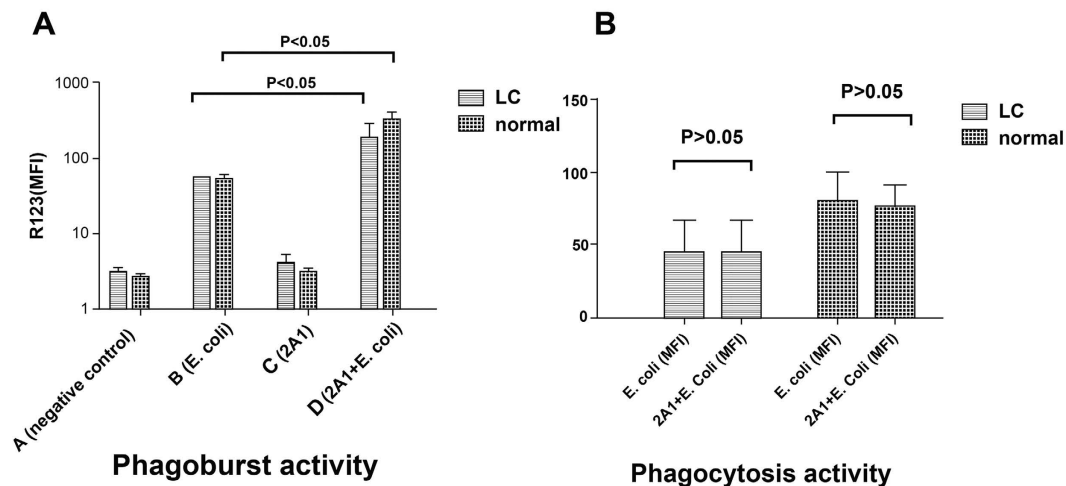 A
P<0.05
P<0.05
R123(MFI)
1000
100
10
1
LC
normal
A (negative control)
B (E. coli)
C (2A1)
D (2A1+E. coli)
Phagoburst activity
B
150
100
50
0
P>0.05
P>0.05
LC
normal
E. coli (MFI)
2A1+E. Coli (MFI)
E. coli (MFI)
2A1+E. Coli (MFI)
Phagocytosis activity